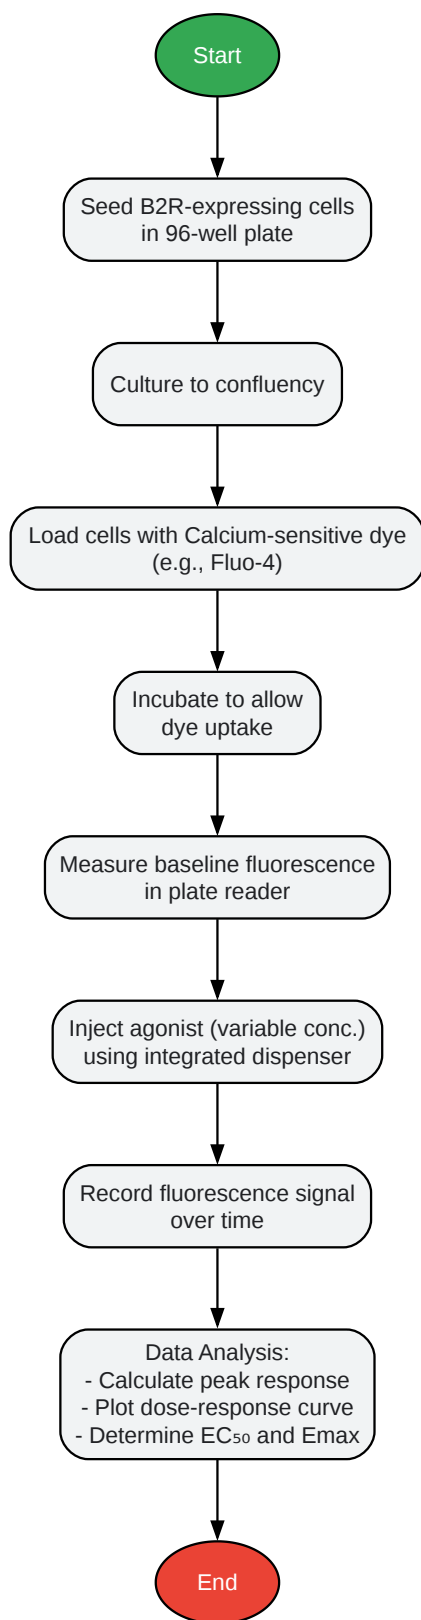 Start
Seed B2R-expressing cells
in 96-well plate
Culture to confluency
Load cells with Calcium-sensitive dye
(e.g., Fluo-4)
Incubate to allow
dye uptake
Measure baseline fluorescence
in plate reader
Inject agonist (variable conc.)
using integrated dispenser
Record fluorescence signal
over time
Data Analysis:
- Calculate peak response
- Plot dose-response curve
- Determine EC₅₀ and Emax
End